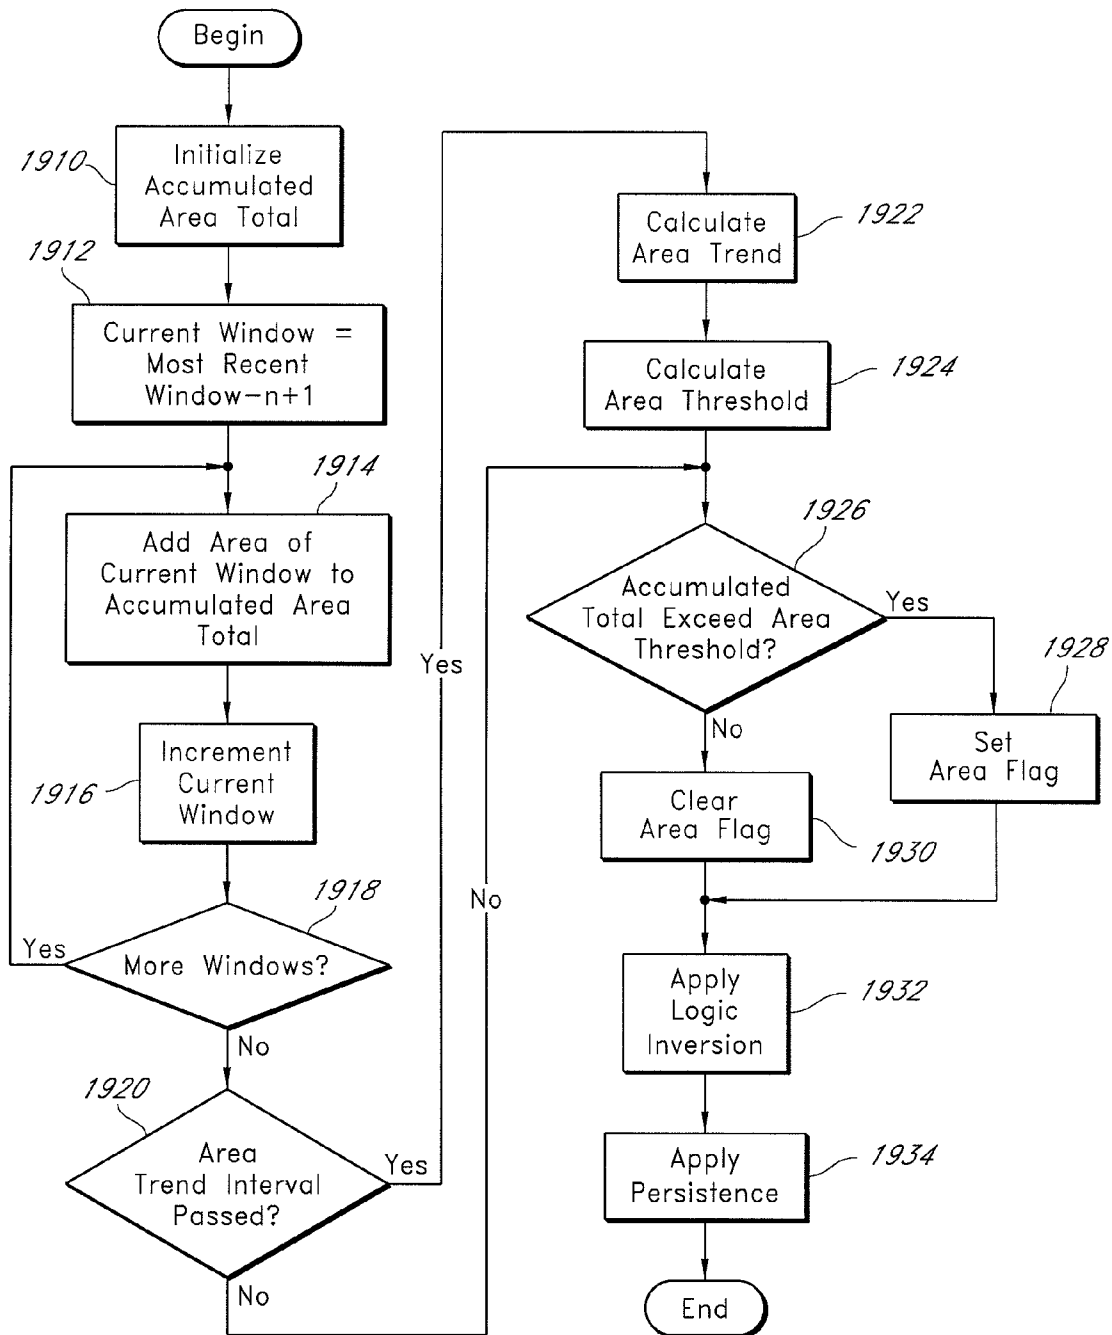 Begin
1910
Initialize
Accumulated
Area Total
1912
Current Window =
Most Recent
Window-n+1
1914
Add Area of
Current Window to
Accumulated Area
Total
1916
Increment
Current
Window
1918
More Windows?
Yes
No
1920
Area
Trend Interval
Passed?
Yes
No
Yes
No
1922
Calculate
Area Trend
1924
Calculate
Area Threshold
1926
Accumulated
Total Exceed Area
Threshold?
Yes
No
1928
Set
Area Flag
Clear
Area Flag
1930
Apply
Logic
Inversion
1932
Apply
Persistence
1934
End